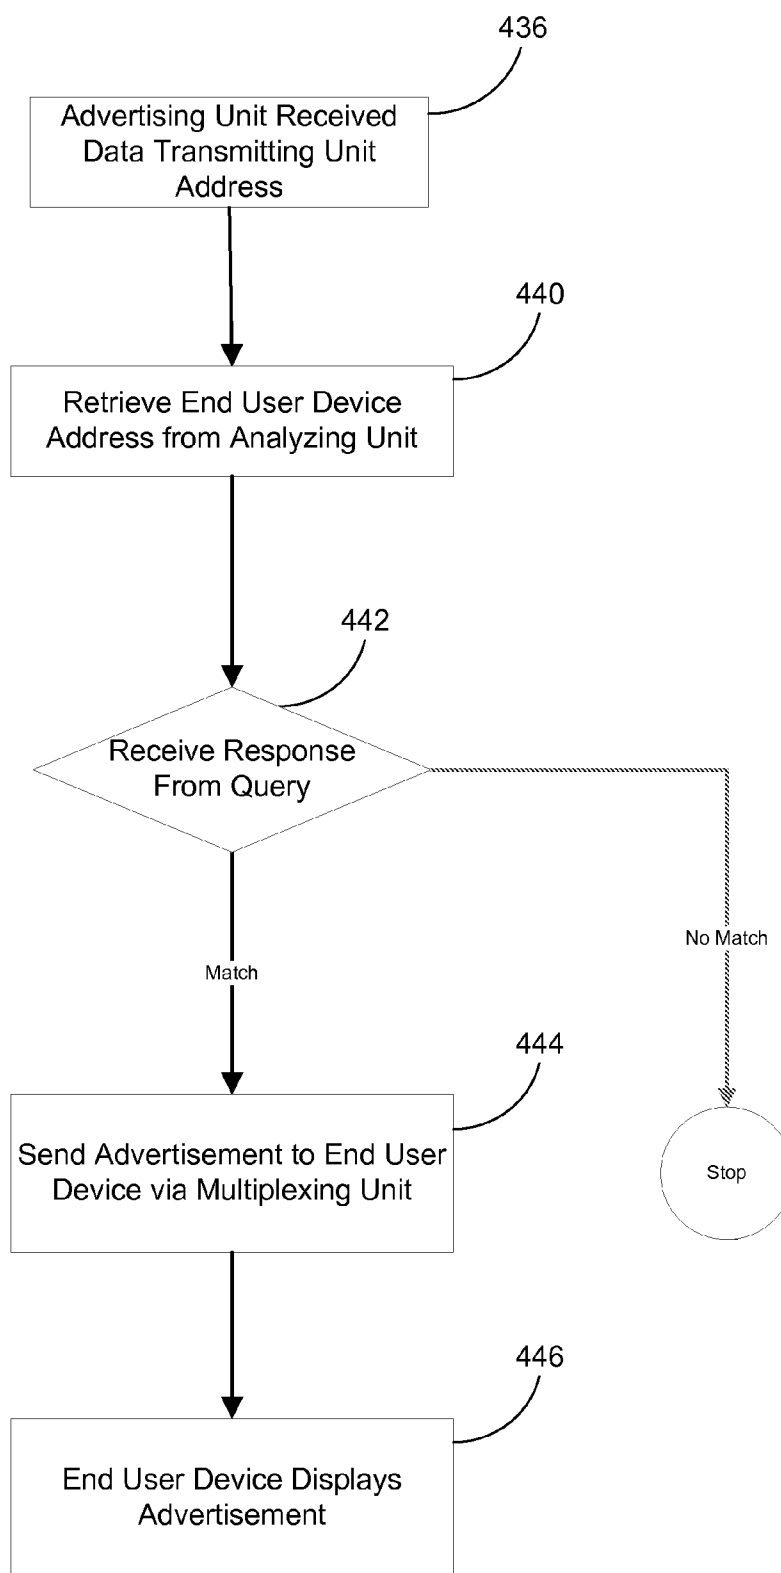 436
Advertising Unit Received
Data Transmitting Unit
Address
440
Retrieve End User Device
Address from Analyzing Unit
442
Receive Response
From Query
No Match
Match
444
Send Advertisement to End User
Device via Multiplexing Unit
Stop
446
End User Device Displays
Advertisement